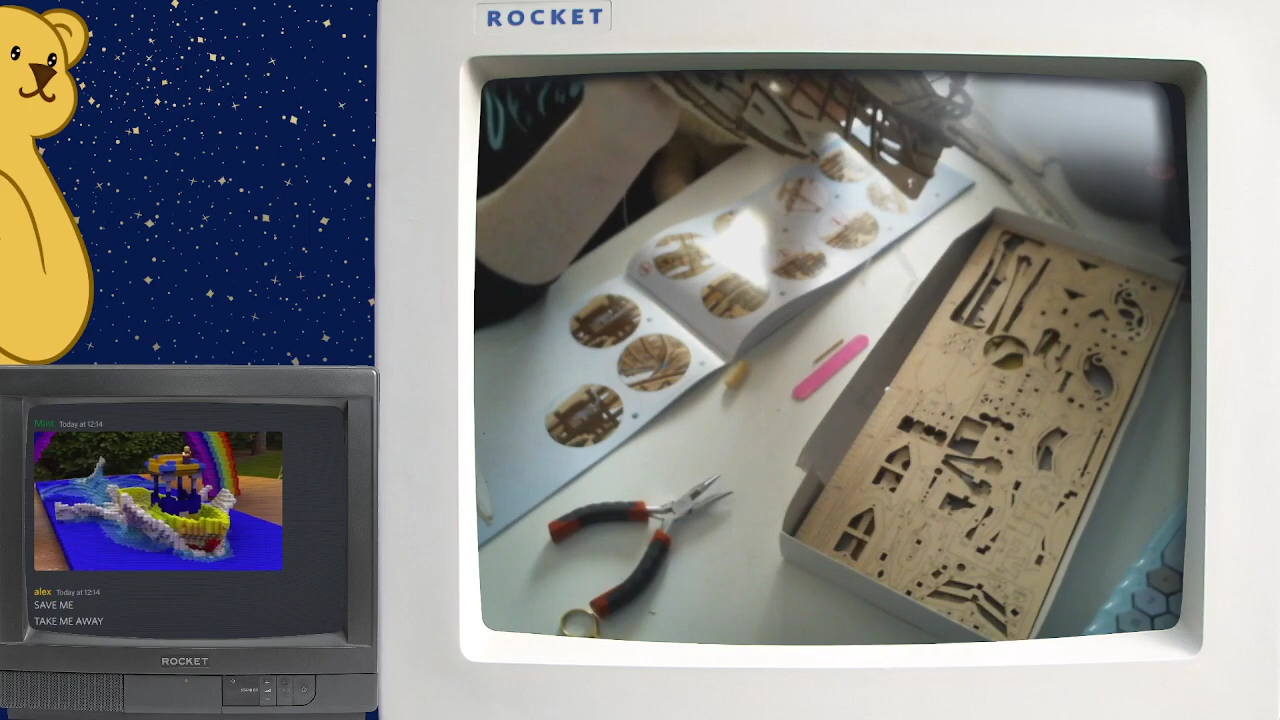 ROCKET
Mint Today at 12:14
alex Today at 12:14
SAVE ME
TAKE ME AWAY
ROCKET